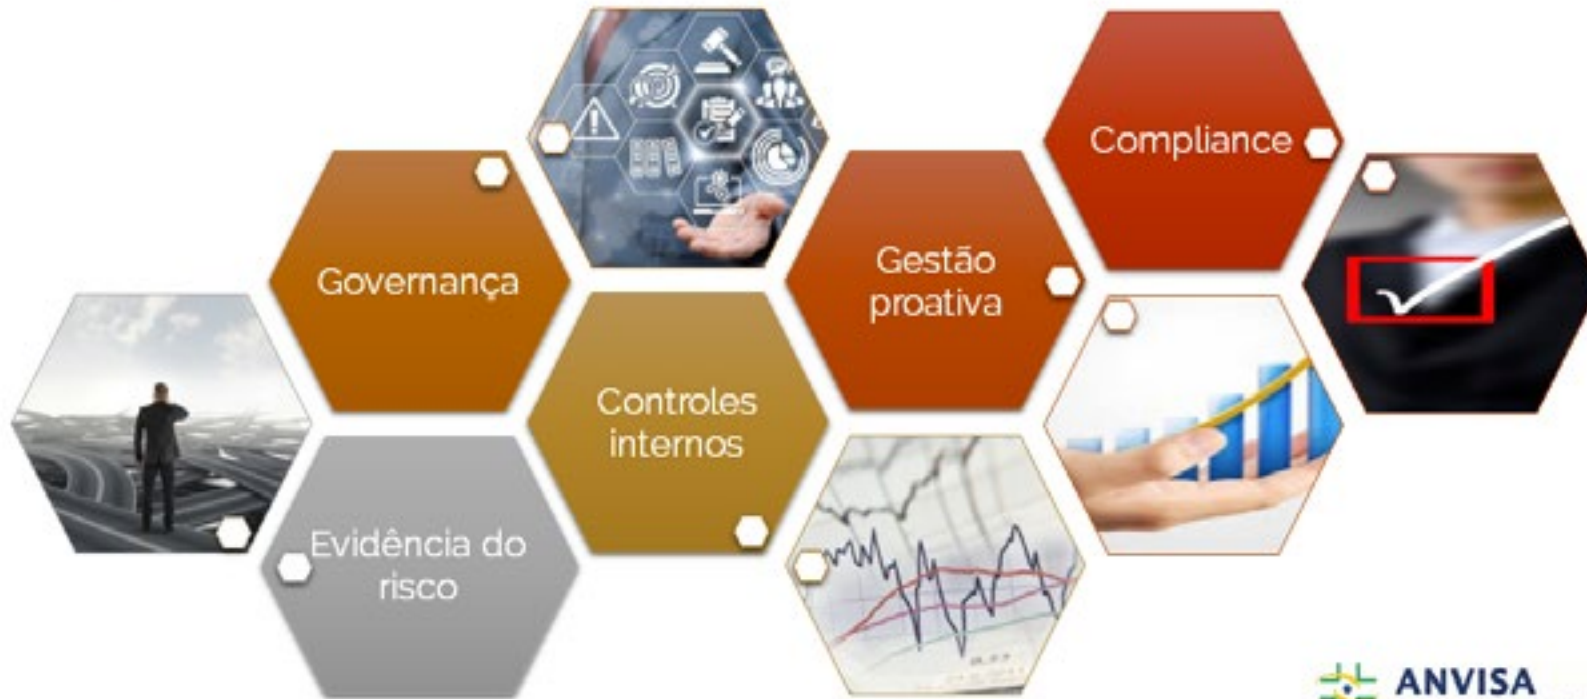 Compliance
Governança
Gestão
proativa
Controles
internos
Evidência do
risco
ANVISA